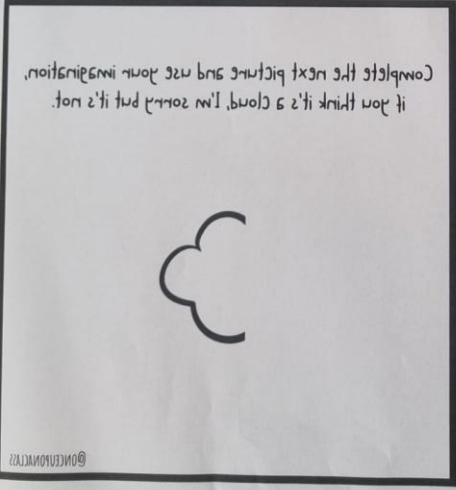 Complete the next picture and use your imagination,
if you think it's a cloud, I'm sorry but it's not.
@ONCEUPONACLASS